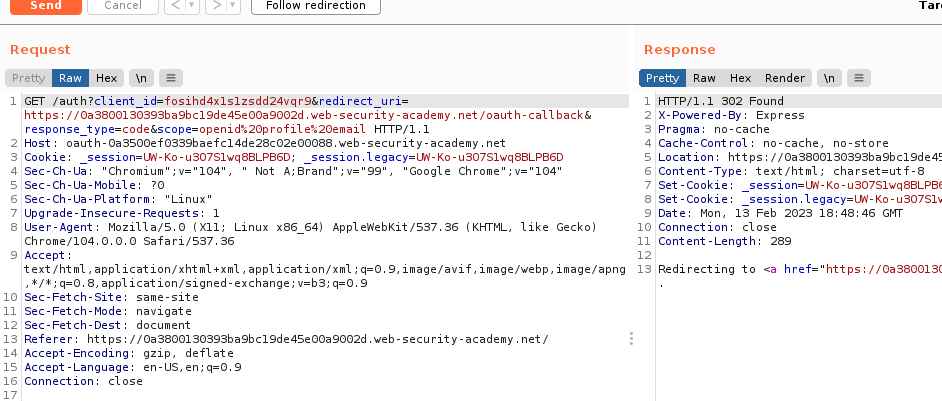 Send Cancel < > Follow redirection Tar
Request
Pretty Raw Hex \n
1 GET /auth?client_id=fosihd4x1s1zsdd24vqr9&redirect_uri=
https://0a3800130393ba9bc19de45e00a9002d.web-security-academy.net/oauth-callback&
response_type=code&scope=openid%20profile%20email HTTP/1.1
2 Host: oauth-0a3500ef0339baefc14de28c02e00088.web-security-academy.net
3 Cookie: _session=UW-Ko-u307S1wq8BLPB6D; _session.legacy=UW-Ko-u307S1wq8BLPB6D
4 Sec-Ch-Ua: "Chromium";v="104", " Not A;Brand";v="99", "Google Chrome";v="104"
5 Sec-Ch-Ua-Mobile: ?0
6 Sec-Ch-Ua-Platform: "Linux"
7 Upgrade-Insecure-Requests: 1
8 User-Agent: Mozilla/5.0 (X11; Linux x86_64) AppleWebKit/537.36 (KHTML, like Gecko)
Chrome/104.0.0.0 Safari/537.36
9 Accept:
text/html,application/xhtml+xml,application/xml;q=0.9,image/avif,image/webp,image/apng
,*/*;q=0.8,application/signed-exchange;v=b3;q=0.9
10 Sec-Fetch-Site: same-site
11 Sec-Fetch-Mode: navigate
12 Sec-Fetch-Dest: document
13 Referer: https://0a3800130393ba9bc19de45e00a9002d.web-security-academy.net/
14 Accept-Encoding: gzip, deflate
15 Accept-Language: en-US,en;q=0.9
16 Connection: close
17
Response
Pretty Raw Hex Render \n
1 HTTP/1.1 302 Found
2 X-Powered-By: Express
3 Pragma: no-cache
4 Cache-Control: no-cache, no-store
5 Location: https://0a3800130393ba9bc19de45
6 Content-Type: text/html; charset=utf-8
7 Set-Cookie: _session=UW-Ko-u307S1wq8BLPB6
8 Set-Cookie: _session.legacy=UW-Ko-u307S1w
9 Date: Mon, 13 Feb 2023 18:48:46 GMT
10 Connection: close
11 Content-Length: 289
12
13 Redirecting to <a href="https://0a380013
.